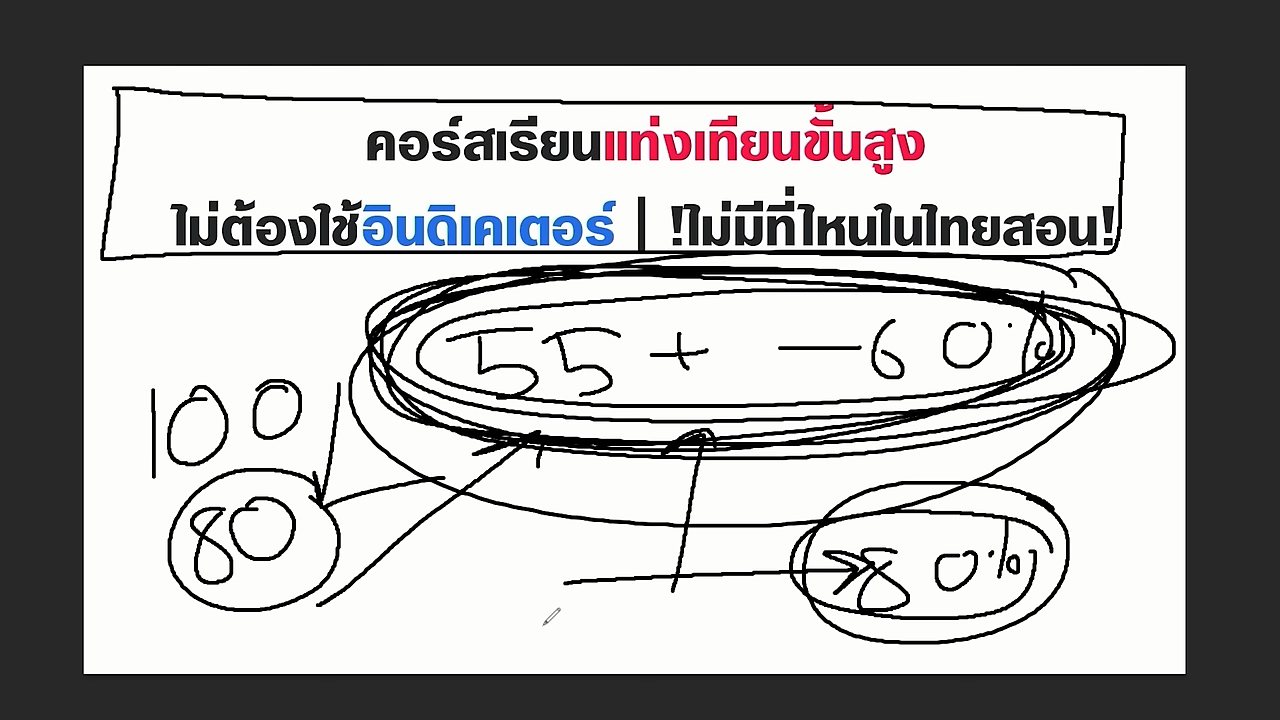 คอร์สเรียนแท่งเทียนขั้นสูง
ไม่ต้องใช้อินดิเคเตอร์ | !ไม่มีที่ไหนในไทยสอน!
55 + - 60%
100
80
80%